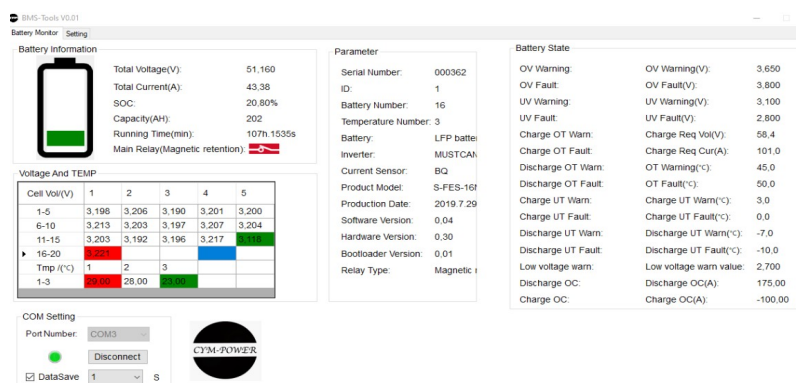 BMS-Tools V0.01
Battery Monitor Setting
Battery Information
Total Voltage(V): 51,160
Total Current(A): 43,38
SOC: 20,80%
Capacity(AH): 202
Running Time(min): 107h.1535s
Main Relay(Magnetic retention):
Voltage And TEMP
Cell Vol/(V) 1 2 3 4 5
1-5 3,198 3,206 3,190 3,201 3,200
6-10 3,213 3,203 3,197 3,207 3,204
11-15 3,203 3,192 3,196 3,217
16-20 3,221
Tmp /(℃) 1 2 3
1-3 29,00 28,00 23,00
COM Setting
Port Number: COM3
Disconnect
DataSave 1 S
CYM-POWER
Parameter
Serial Number: 000362
ID: 1
Battery Number: 16
Temperature Number: 3
Battery: LFP batte
Inverter: MUSTCAN
Current Sensor: BQ
Product Model: S-FES-16
Production Date: 2019.7.29
Software Version: 0,04
Hardware Version: 0,30
Bootloader Version: 0,01
Relay Type: Magnetic
Battery State
OV Warning: OV Warning(V): 3,650
OV Fault: OV Fault(V): 3,800
UV Warning: UV Warning(V): 3,100
UV Fault: UV Fault(V): 2,800
Charge OT Warn: Charge Req Vol(V): 58,4
Charge OT Fault: Charge Req Cur(A): 101,0
Discharge OT Warn: OT Warning(℃): 45,0
Discharge OT Fault: OT Fault(℃): 50,0
Charge UT Warn: Charge UT Warn(℃): 3,0
Charge UT Fault: Charge UT Fault(℃): 0,0
Discharge UT Warn: Discharge UT Warn(℃): -7,0
Discharge UT Fault: Discharge UT Fault(℃): -10,0
Low voltage warn: Low voltage warn value: 2,700
Discharge OC: Discharge OC(A): 175,00
Charge OC: Charge OC(A): -100,00